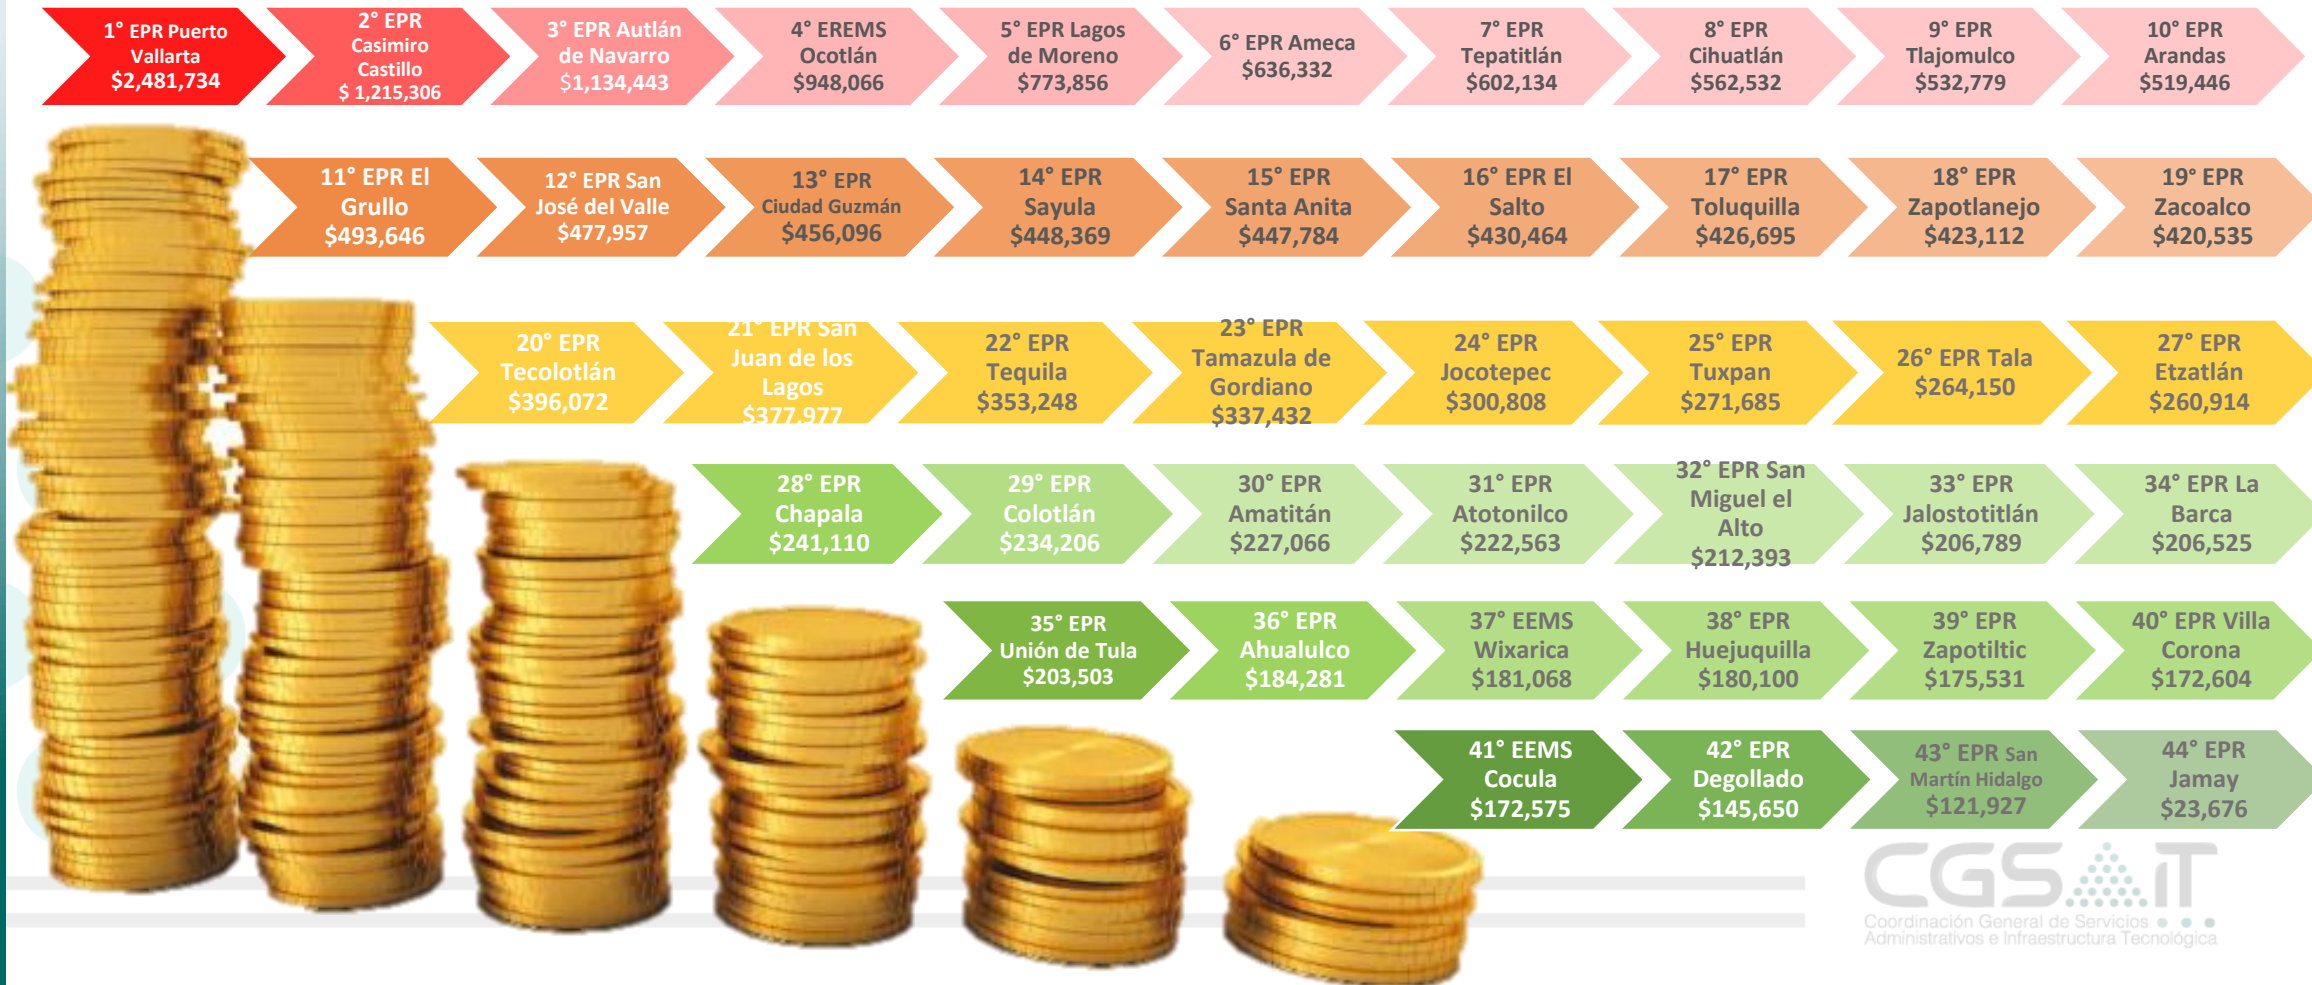 1° EPR Puerto
Vallarta
$2,481,734
2° EPR
Casimiro
Castillo
$ 1,215,306
3° EPR Autlán
de Navarro
$1,134,443
4° EREMS
Ocotlán
$948,066
5° EPR Lagos
de Moreno
$773,856
6° EPR Ameca
$636,332
7° EPR
Tepatitlán
$602,134
8° EPR
Cihuatlán
$562,532
9° EPR
Tlajomulco
$532,779
10° EPR
Arandas
$519,446
11° EPR El
Grullo
$493,646
12° EPR San
José del Valle
$477,957
13° EPR
Ciudad Guzmán
$456,096
14° EPR
Sayula
$448,369
15° EPR
Santa Anita
$447,784
16° EPR El
Salto
$430,464
17° EPR
Toluquilla
$426,695
18° EPR
Zapotlanejo
$423,112
19° EPR
Zacoalco
$420,535
20° EPR
Tecolotlán
$396,072
21° EPR San
Juan de los
Lagos
$377,977
22° EPR
Tequila
$353,248
23° EPR
Tamazula de
Gordiano
$337,432
24° EPR
Jocotepec
$300,808
25° EPR
Tuxpan
$271,685
26° EPR Tala
$264,150
27° EPR
Etzatlán
$260,914
28° EPR
Chapala
$241,110
29° EPR
Colotlán
$234,206
30° EPR
Amatitán
$227,066
31° EPR
Atotonilco
$222,563
32° EPR San
Miguel el
Alto
$212,393
33° EPR
Jalostotitlán
$206,789
34° EPR La
Barca
$206,525
35° EPR
Unión de Tula
$203,503
36° EPR
Ahualulco
$184,281
37° EEMS
Wixarica
$181,068
38° EPR
Huejuquilla
$180,100
39° EPR
Zapotiltic
$175,531
40° EPR Villa
Corona
$172,604
41° EEMS
Cocula
$172,575
42° EPR
Degollado
$145,650
43° EPR San
Martín Hidalgo
$121,927
44° EPR
Jamay
$23,676
CGSAIT
Coordinación General de Servicios
Administrativos e Infraestructura Tecnológica